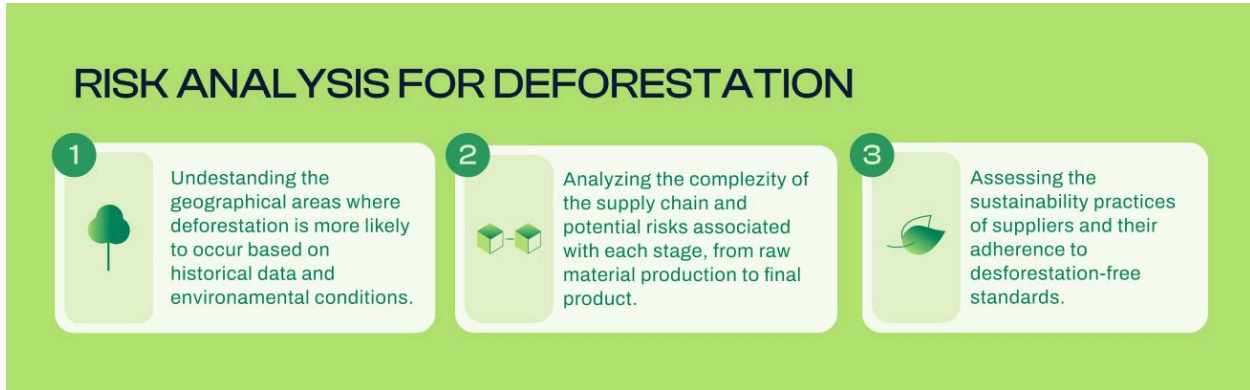 RISK ANALYSIS FOR DEFORESTATION
1
Undestanding the
geographical areas where
deforestation is more likely
to occur based on
historical data and
environamental conditions.
2
Analyzing the complezity of
the supply chain and
potential risks associated
with each stage, from raw
material production to final
product.
3
Assessing the
sustainability practices
of suppliers and their
adherence to
desforestation-free
standards.